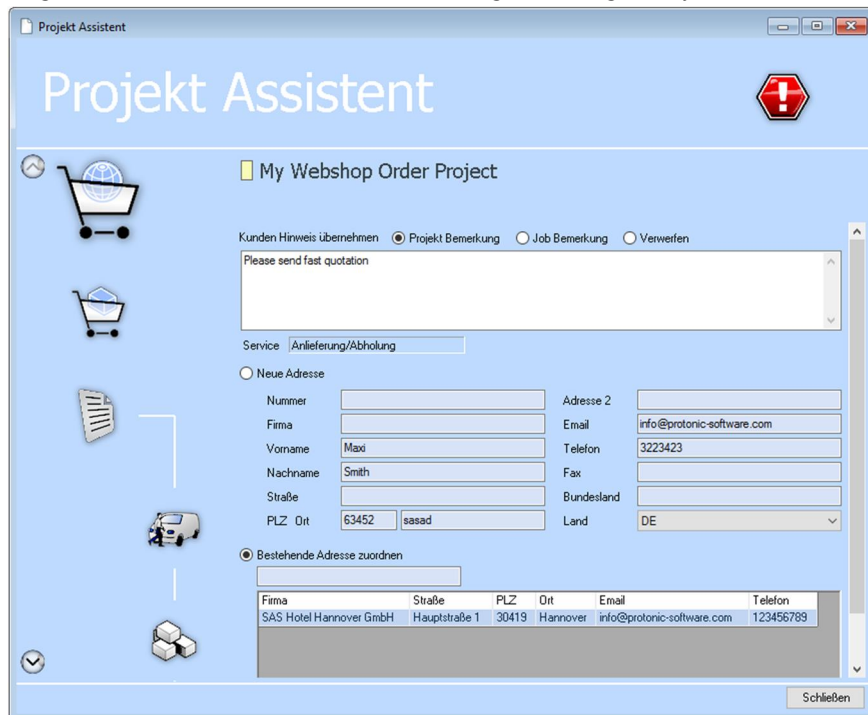 Projekt Assistent
Projekt Assistent
My Webshop Order Project
Kunden Hinweis übernehmen Projekt Bemerkung Job Bemerkung Verwerfen
Please send fast quotation
Service Anlieferung/Abholung
Neue Adresse
Nummer Adresse 2
Firma Email info@protonic-software.com
Vorname Maxi Telefon 3223423
Nachname Smith Fax
Straße Bundesland
PLZ Ort 63452 sasad Land DE
Bestehende Adresse zuordnen
Firma Straße PLZ Ort Email Telefon
SAS Hotel Hannover GmbH Hauptstraße 1 30419 Hannover info@protonic-software.com 123456789
Schließen